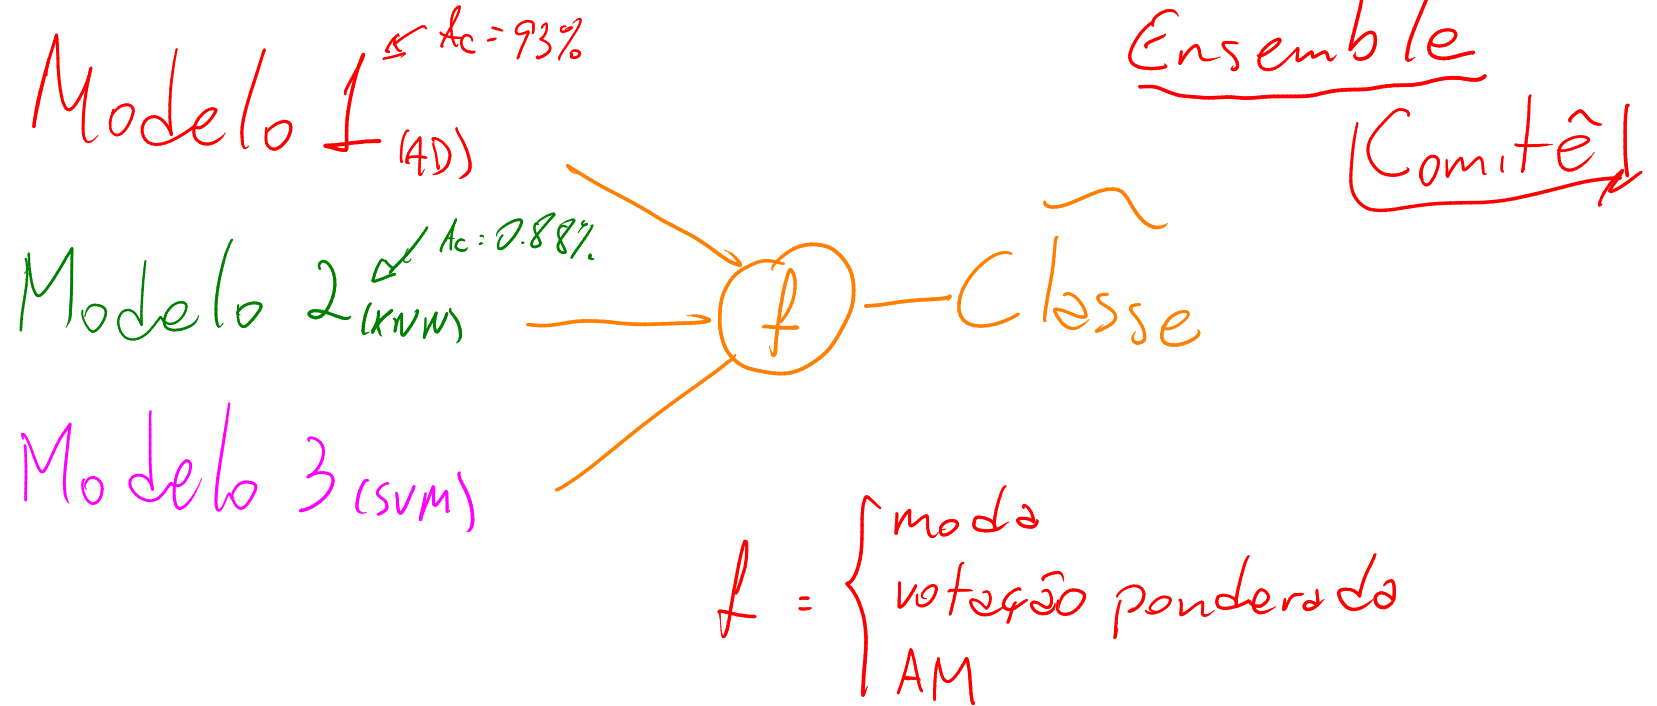 Ensemble
Comitê
Modelo 1 (AD)
Ac = 93%
Modelo 2 (KNN)
Ac = 0.88%
Modelo 3 (SVM)
f
Classe
f = { moda
votação ponderada
AM